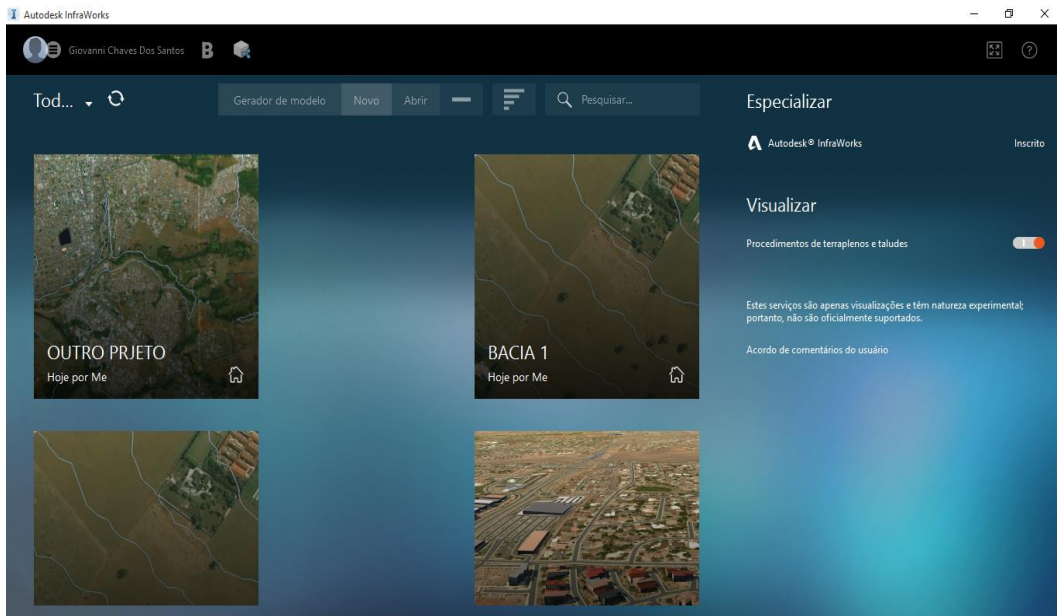 Autodesk InfraWorks
Giovanni Chaves Dos Santos
Tod...
Gerador de modelo Novo Abrir
Pesquisar...
OUTRO PRJETO
Hoje por Me
BACIA 1
Hoje por Me
Especializar
Autodesk® InfraWorks Inscrito
Visualizar
Procedimentos de terraplenos e taludes
Estes serviços são apenas visualizações e têm natureza experimental;
portanto, não são oficialmente suportados.
Acordo de comentários do usuário